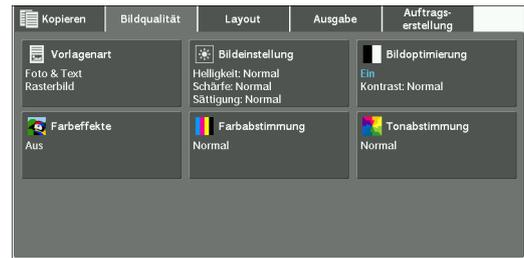 Kopieren
Bildqualität
Layout
Ausgabe
Auftrags-
erstellung
Vorlagenart
Foto & Text
Rasterbild
Bildeinstellung
Helligkeit: Normal
Schärfe: Normal
Sättigung: Normal
Bildoptimierung
Ein
Kontrast: Normal
Farbeffekte
Aus
Farbabstimmung
Normal
Tonabstimmung
Normal